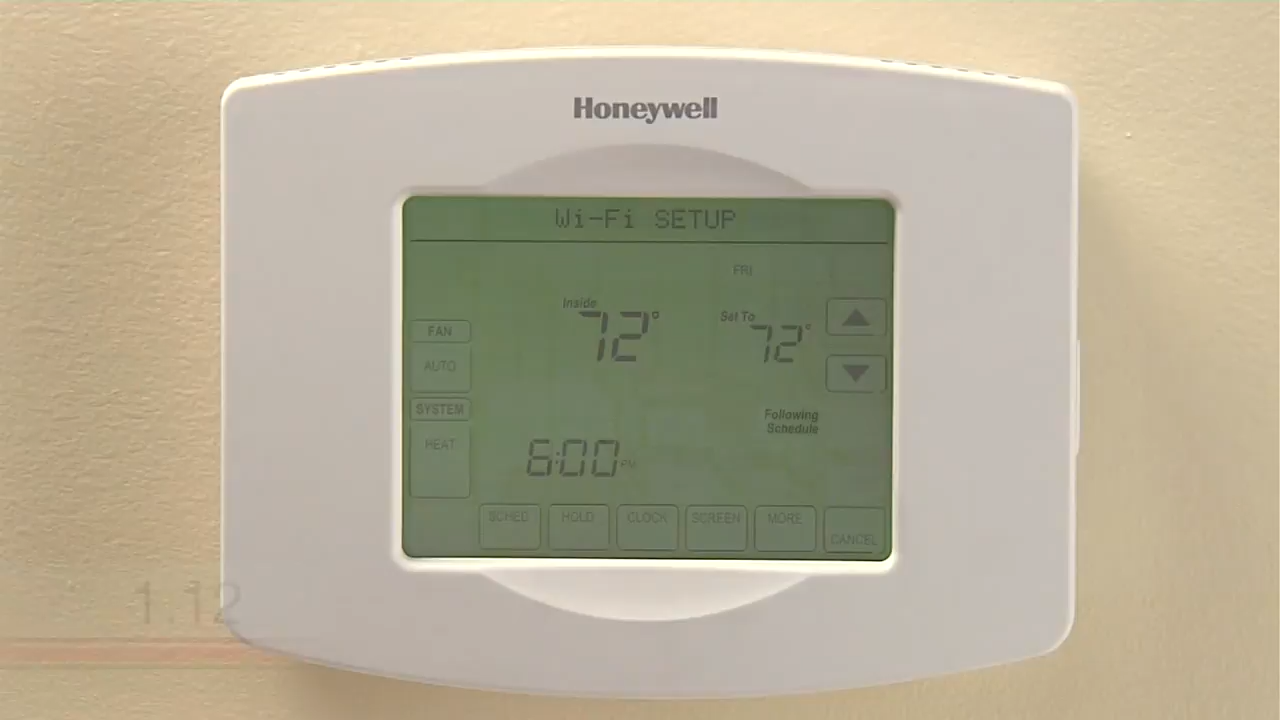 Honeywell
Wi-Fi SETUP
FRI
Inside
72°
Set To
72°
FAN
AUTO
SYSTEM
HEAT
Following
Schedule
6:00 PM
SCHED HOLD CLOCK SCREEN MORE CANCEL
1.12